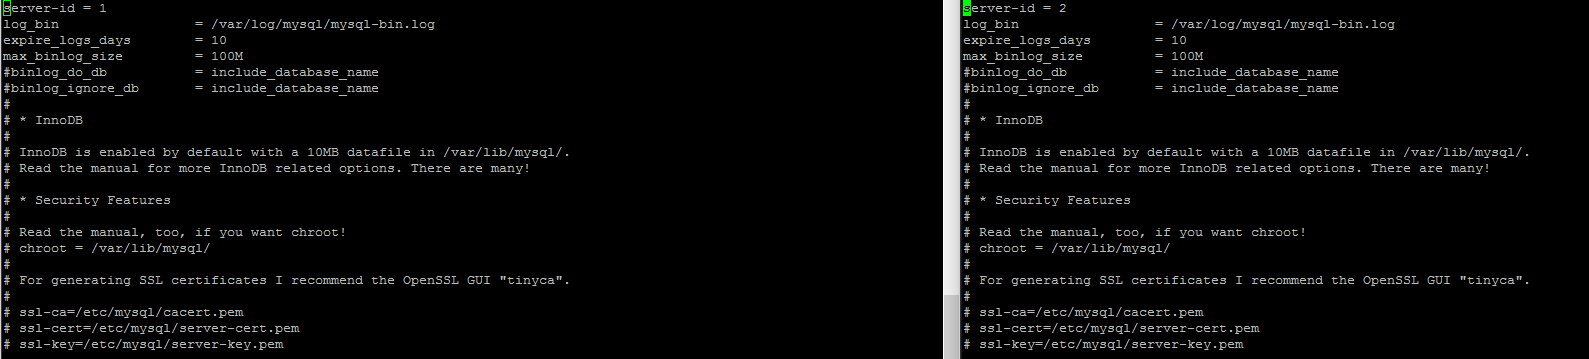 server-id = 1
log_bin                 = /var/log/mysql/mysql-bin.log
expire_logs_days        = 10
max_binlog_size         = 100M
#binlog_do_db           = include_database_name
#binlog_ignore_db       = include_database_name
#
# * InnoDB
#
# InnoDB is enabled by default with a 10MB datafile in /var/lib/mysql/.
# Read the manual for more InnoDB related options. There are many!
#
# * Security Features
#
# Read the manual, too, if you want chroot!
# chroot = /var/lib/mysql/
#
# For generating SSL certificates I recommend the OpenSSL GUI "tinyca".
#
# ssl-ca=/etc/mysql/cacert.pem
# ssl-cert=/etc/mysql/server-cert.pem
# ssl-key=/etc/mysql/server-key.pem
server-id = 2
log_bin                 = /var/log/mysql/mysql-bin.log
expire_logs_days        = 10
max_binlog_size         = 100M
#binlog_do_db           = include_database_name
#binlog_ignore_db       = include_database_name
#
# * InnoDB
#
# InnoDB is enabled by default with a 10MB datafile in /var/lib/mysql/.
# Read the manual for more InnoDB related options. There are many!
#
# * Security Features
#
# Read the manual, too, if you want chroot!
# chroot = /var/lib/mysql/
#
# For generating SSL certificates I recommend the OpenSSL GUI "tinyca".
#
# ssl-ca=/etc/mysql/cacert.pem
# ssl-cert=/etc/mysql/server-cert.pem
# ssl-key=/etc/mysql/server-key.pem